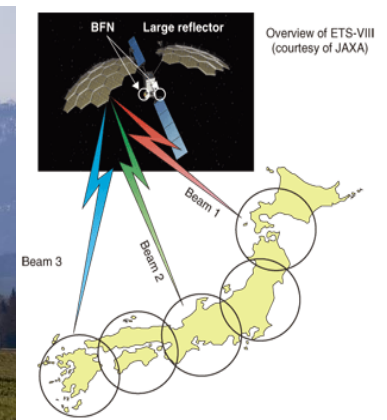 BFN Large reflector
Overview of ETS-VIII
(courtesy of JAXA)
Beam 1
Beam 2
Beam 3